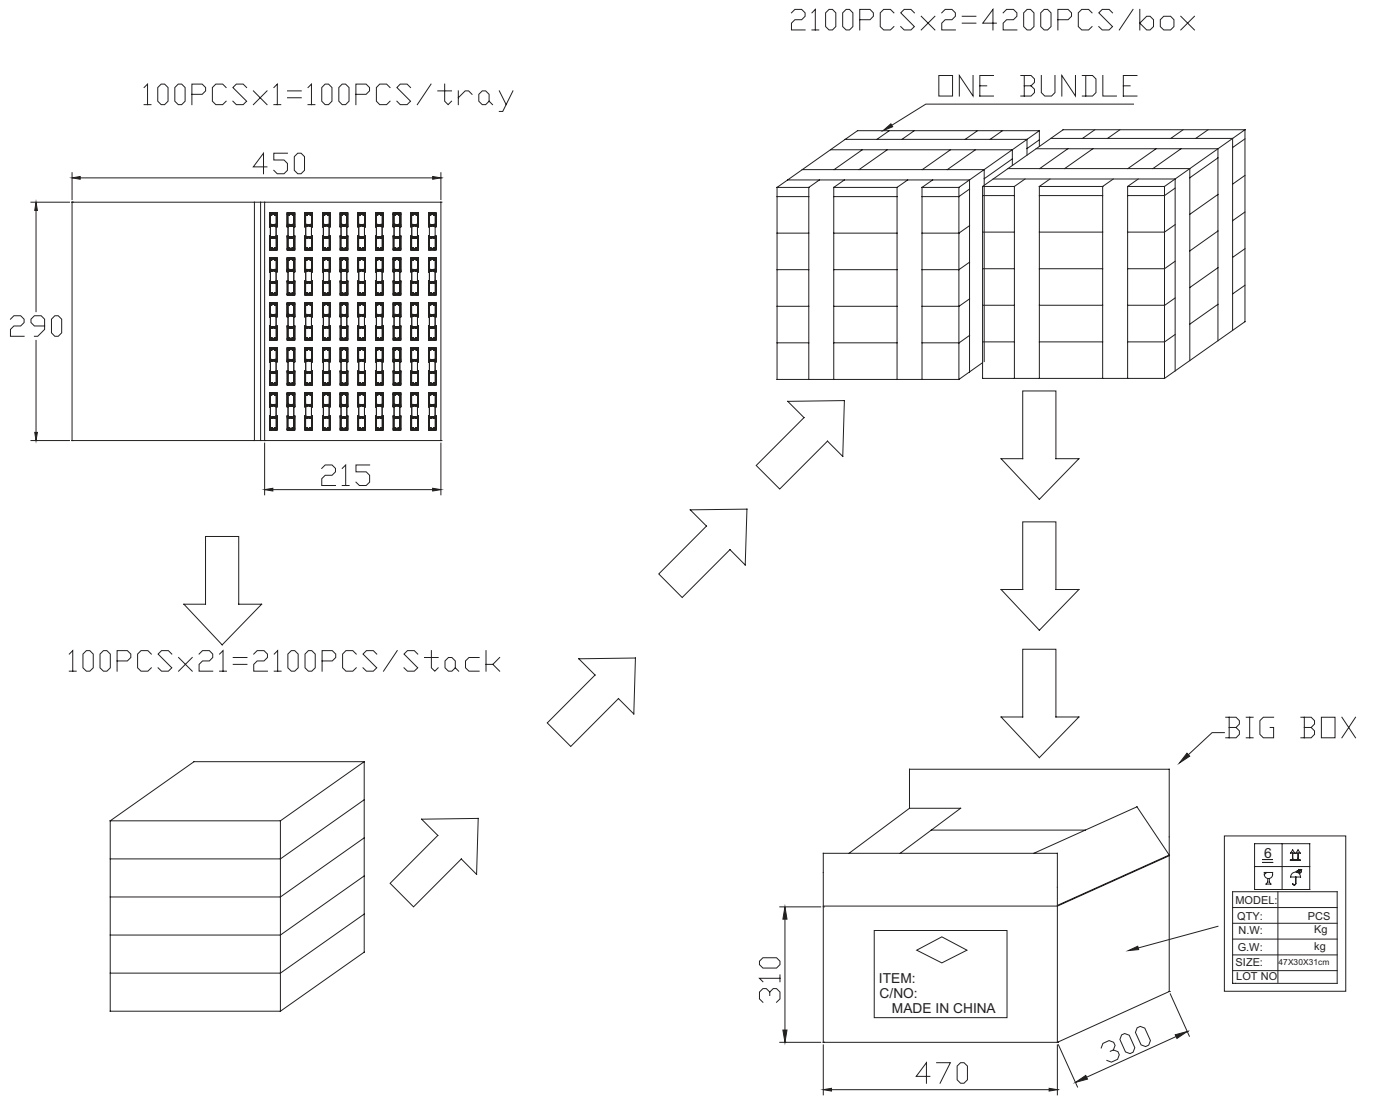 2100PCSx2=4200PCS/box
ONE BUNDLE
100PCSx1=100PCS/tray
450
290
215
100PCSx21=2100PCS/Stack
BIG BOX
6
MODEL:
QTY: PCS
N.W: Kg
G.W: kg
SIZE: 47X30X31cm
LOT NO
ITEM:
C/NO:
MADE IN CHINA
310
470
300